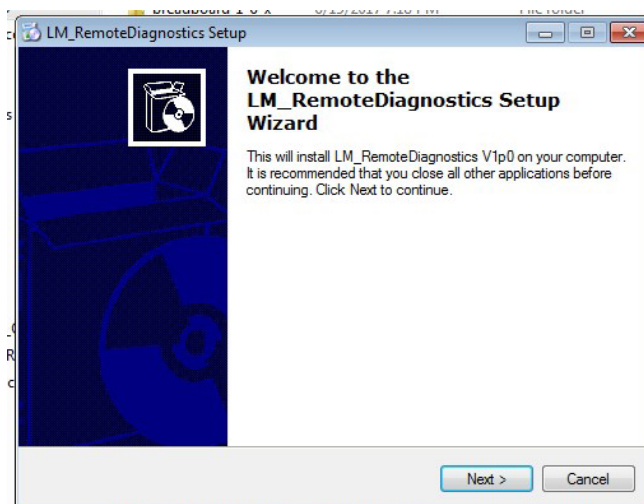 LM_RemoteDiagnostics Setup
Welcome to the
LM_RemoteDiagnostics Setup
Wizard
This will install LM_RemoteDiagnostics V1p0 on your computer.
It is recommended that you close all other applications before
continuing. Click Next to continue.
Next >
Cancel